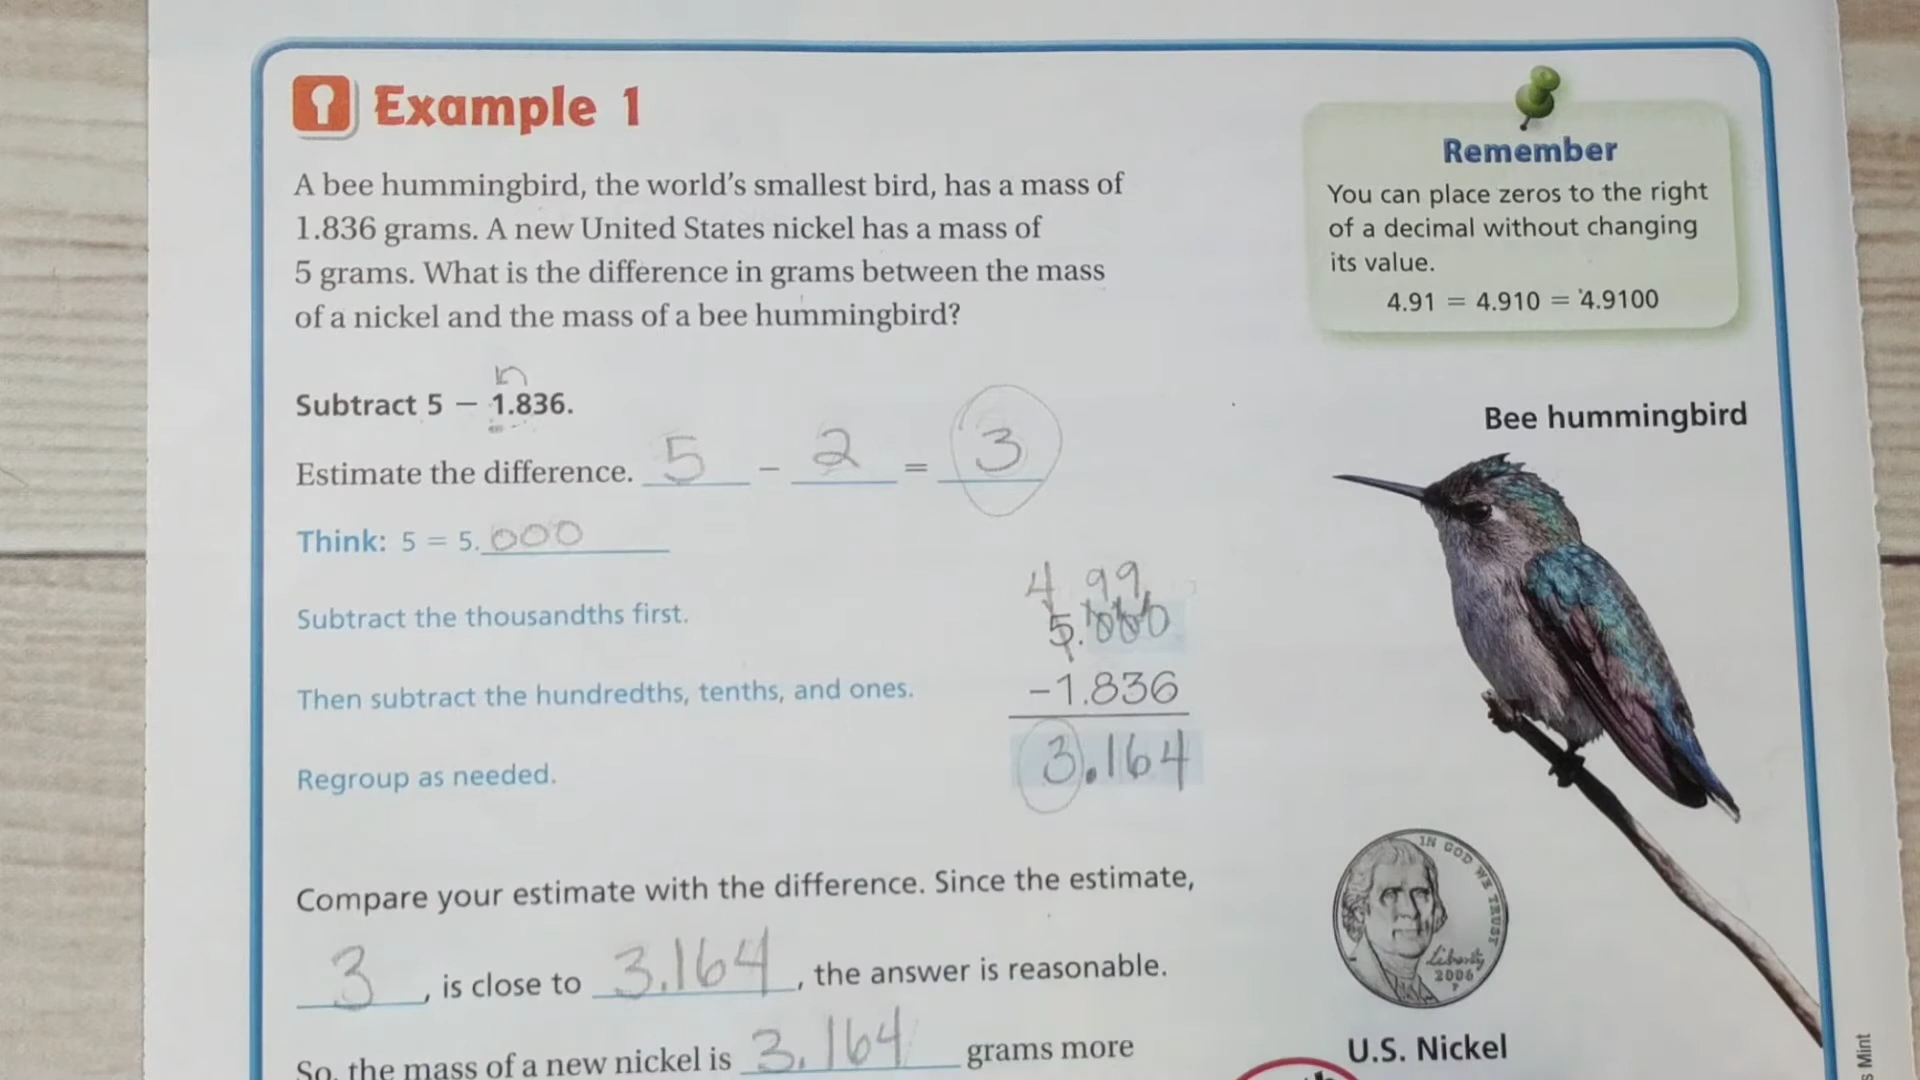 Example 1
A bee hummingbird, the world's smallest bird, has a mass of
1.836 grams. A new United States nickel has a mass of
5 grams. What is the difference in grams between the mass
of a nickel and the mass of a bee hummingbird?
Remember
You can place zeros to the right
of a decimal without changing
its value.
4.91 = 4.910 = 4.9100
Subtract 5 − 1.836.
Estimate the difference. 5 − 2 = 3
Think: 5 = 5.000
Subtract the thousandths first.
Then subtract the hundredths, tenths, and ones.
Regroup as needed.
4 99
5.000
−1.836
3.164
Bee hummingbird
Compare your estimate with the difference. Since the estimate,
3, is close to 3.164, the answer is reasonable.
So, the mass of a new nickel is 3.164 grams more
IN GOD WE TRUST
Liberty
2006
P
U.S. Nickel
Mint